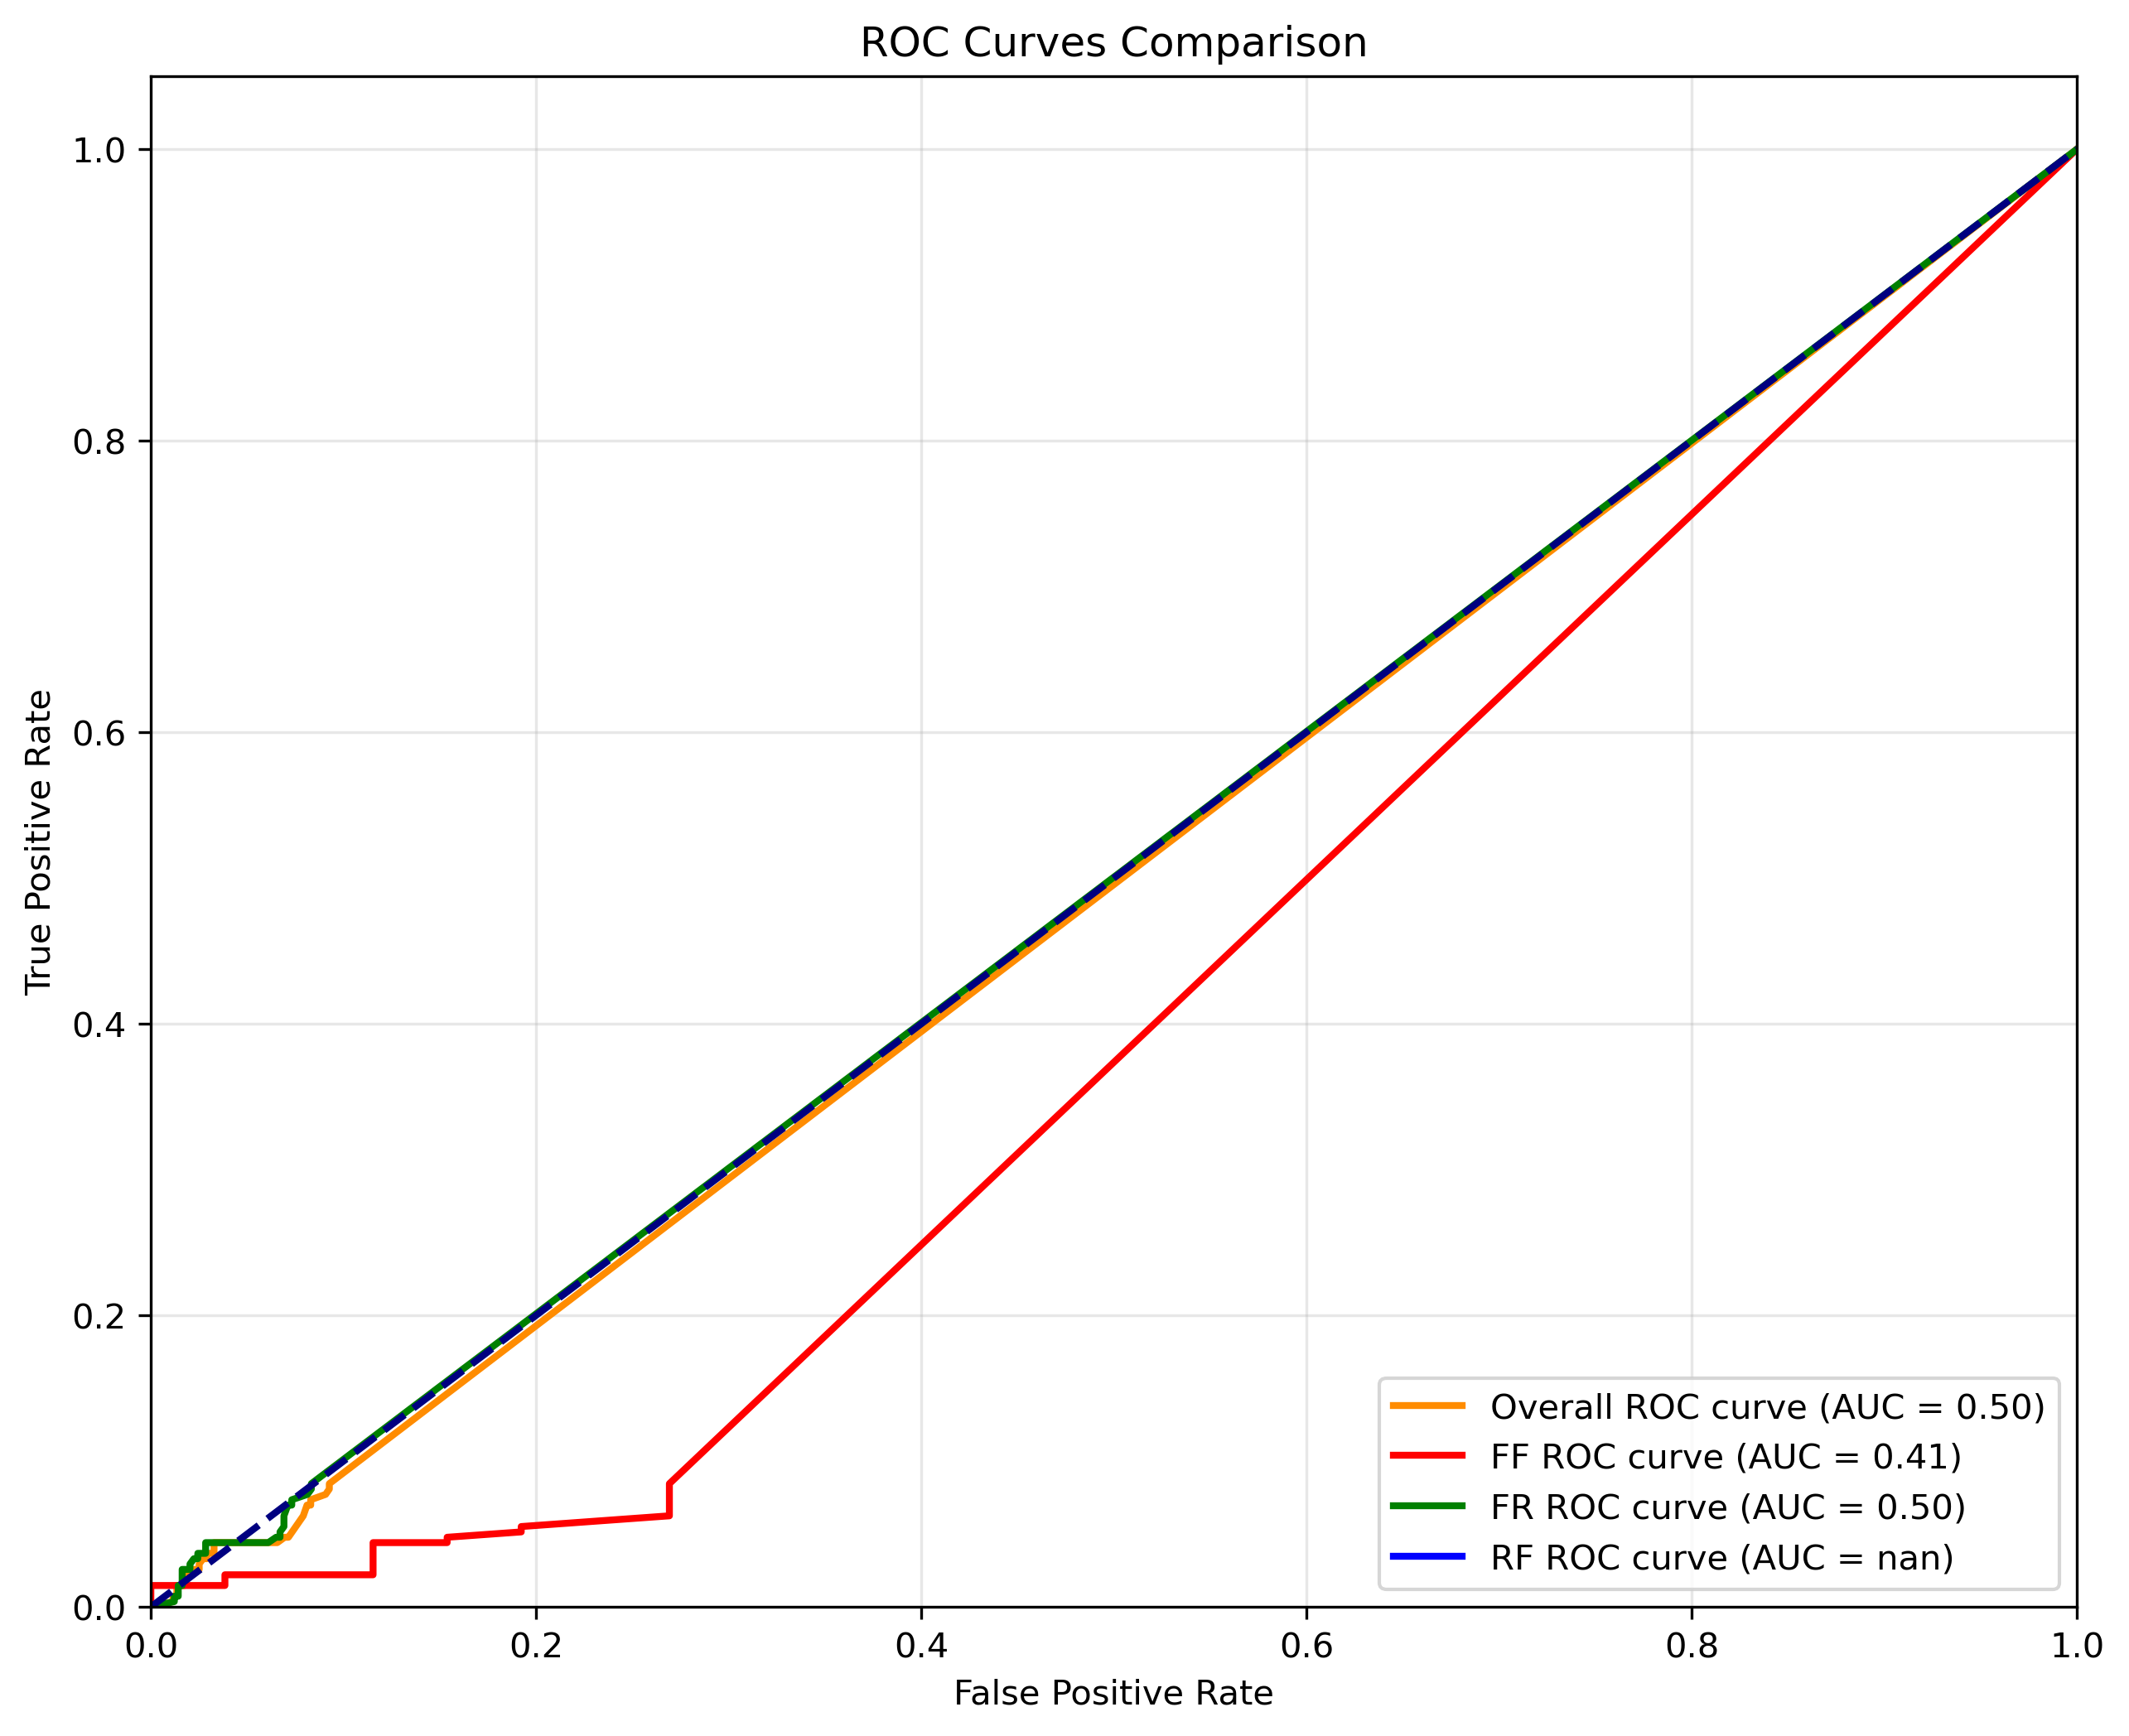 ROC Curves Comparison
1.0
0.8
0.6
0.4
0.2
0.0
True Positive Rate
Overall ROC curve (AUC = 0.50)
FF ROC curve (AUC = 0.41)
FR ROC curve (AUC = 0.50)
RF ROC curve (AUC = nan)
0.0 0.2 0.4 0.6 0.8 1.0
False Positive Rate